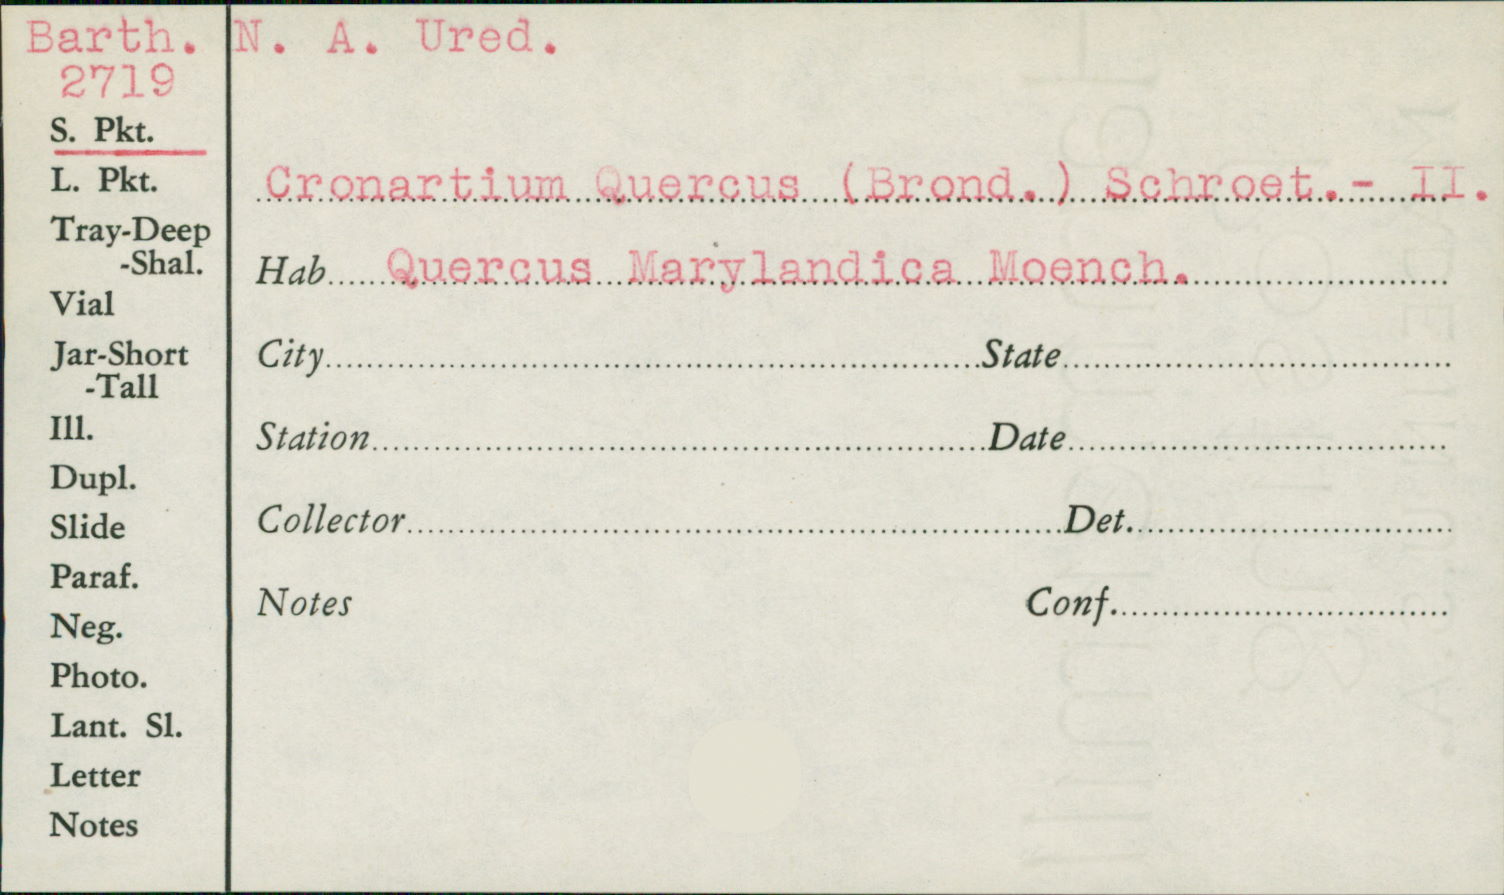 Barth. N. A. Ured.
2719
S. Pkt.
L. Pkt.
Tray-Deep
-Shal.
Vial
Jar-Short
-Tall
Ill.
Dupl.
Slide
Paraf.
Neg.
Photo.
Lant. Sl.
Letter
Notes
Cronartium Quercus (Brond.) Schroet.- II.
Hab Quercus Marylandica Moench.
City State
Station Date
Collector Det.
Notes Conf.